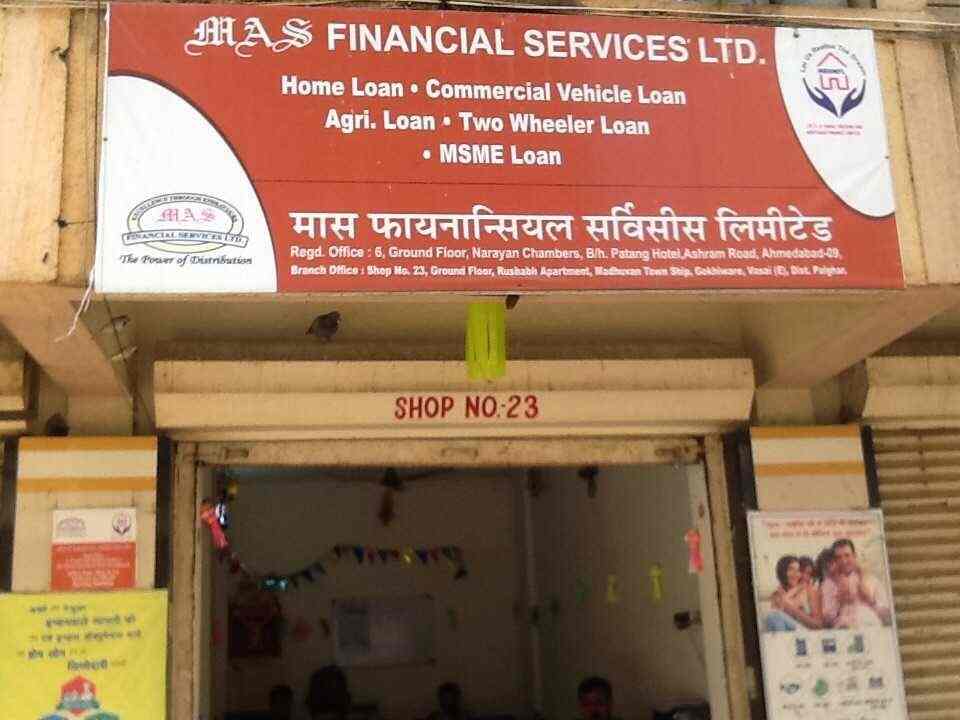 MAS FINANCIAL SERVICES LTD.
Home Loan • Commercial Vehicle Loan
Agri. Loan • Two Wheeler Loan
• MSME Loan
MAS
FINANCIAL SERVICES LTD.
The Power of Distribution
मास फायनान्सियल सर्विसीस लिमीटेड
Regd. Office : 6, Ground Floor, Narayan Chambers, B/h. Patang Hotel,Ashram Road, Ahmedabad-09,
Branch Office : Shop No. 23, Ground Floor, Rushabh Apartment, Madhuvan Town Ship, Gokhiware, Vasai (E), Dist. Palghar.
SHOP NO.-23